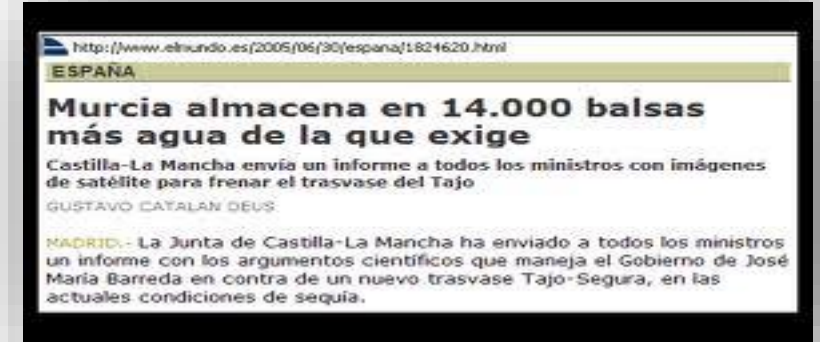 http://www.elmundo.es/2005/06/30/espana/1824620.html
ESPAÑA
Murcia almacena en 14.000 balsas
más agua de la que exige
Castilla-La Mancha envía un informe a todos los ministros con imágenes
de satélite para frenar el trasvase del Tajo
GUSTAVO CATALAN DEUS
MADRID.- La Junta de Castilla-La Mancha ha enviado a todos los ministros
un informe con los argumentos científicos que maneja el Gobierno de José
María Barreda en contra de un nuevo trasvase Tajo-Segura, en las
actuales condiciones de sequía.